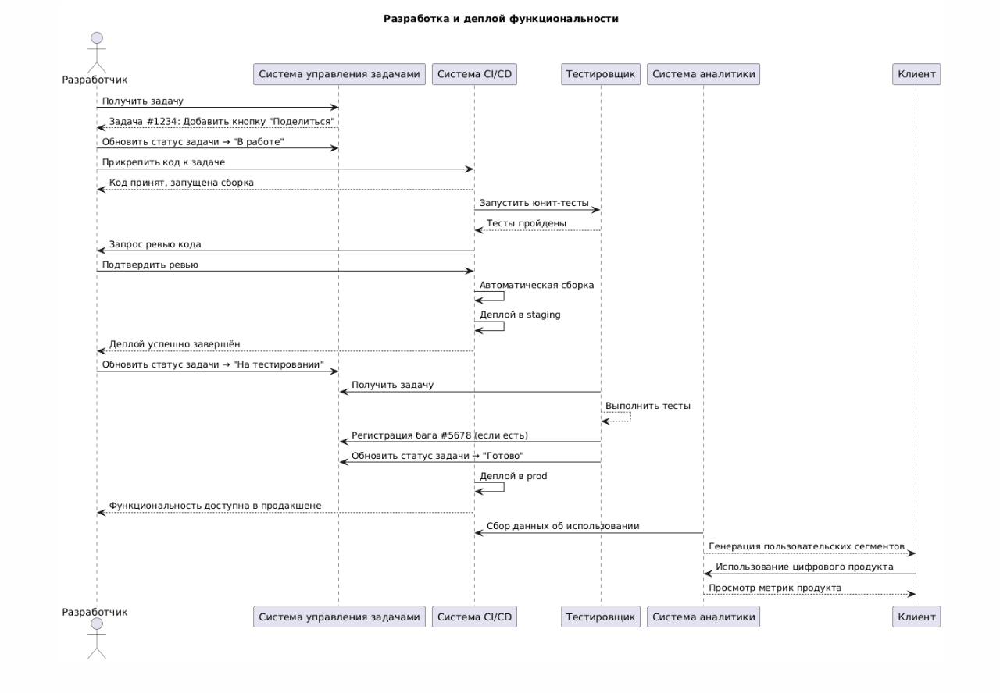 Разработка и деплой функциональности
Разработчик
Система управления задачами
Система CI/CD
Тестировщик
Система аналитики
Клиент
Получить задачу
Задача #1234: Добавить кнопку "Поделиться"
Обновить статус задачи → "В работе"
Прикрепить код к задаче
Код принят, запущена сборка
Запустить юнит-тесты
Тесты пройдены
Запрос ревью кода
Подтвердить ревью
Автоматическая сборка
Деплой в staging
Деплой успешно завершён
Обновить статус задачи → "На тестировании"
Получить задачу
Выполнить тесты
Регистрация бага #5678 (если есть)
Обновить статус задачи → "Готово"
Деплой в prod
Функциональность доступна в продакшене
Сбор данных об использовании
Генерация пользовательских сегментов
Использование цифрового продукта
Просмотр метрик продукта
Разработчик
Система управления задачами
Система CI/CD
Тестировщик
Система аналитики
Клиент